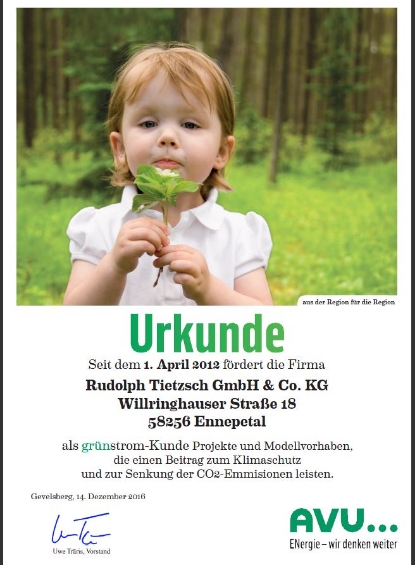 aus der Region für die Region
Urkunde
Seit dem 1. April 2012 fördert die Firma
Rudolph Tietzsch GmbH & Co. KG
Willringhauser Straße 18
58256 Ennepetal
als grünstrom-Kunde Projekte und Modellvorhaben,
die einen Beitrag zum Klimaschutz
und zur Senkung der CO2-Emmisionen leisten.
Gevelsberg, 14. Dezember 2016
Uwe Träris, Vorstand
AVU...
ENergie – wir denken weiter